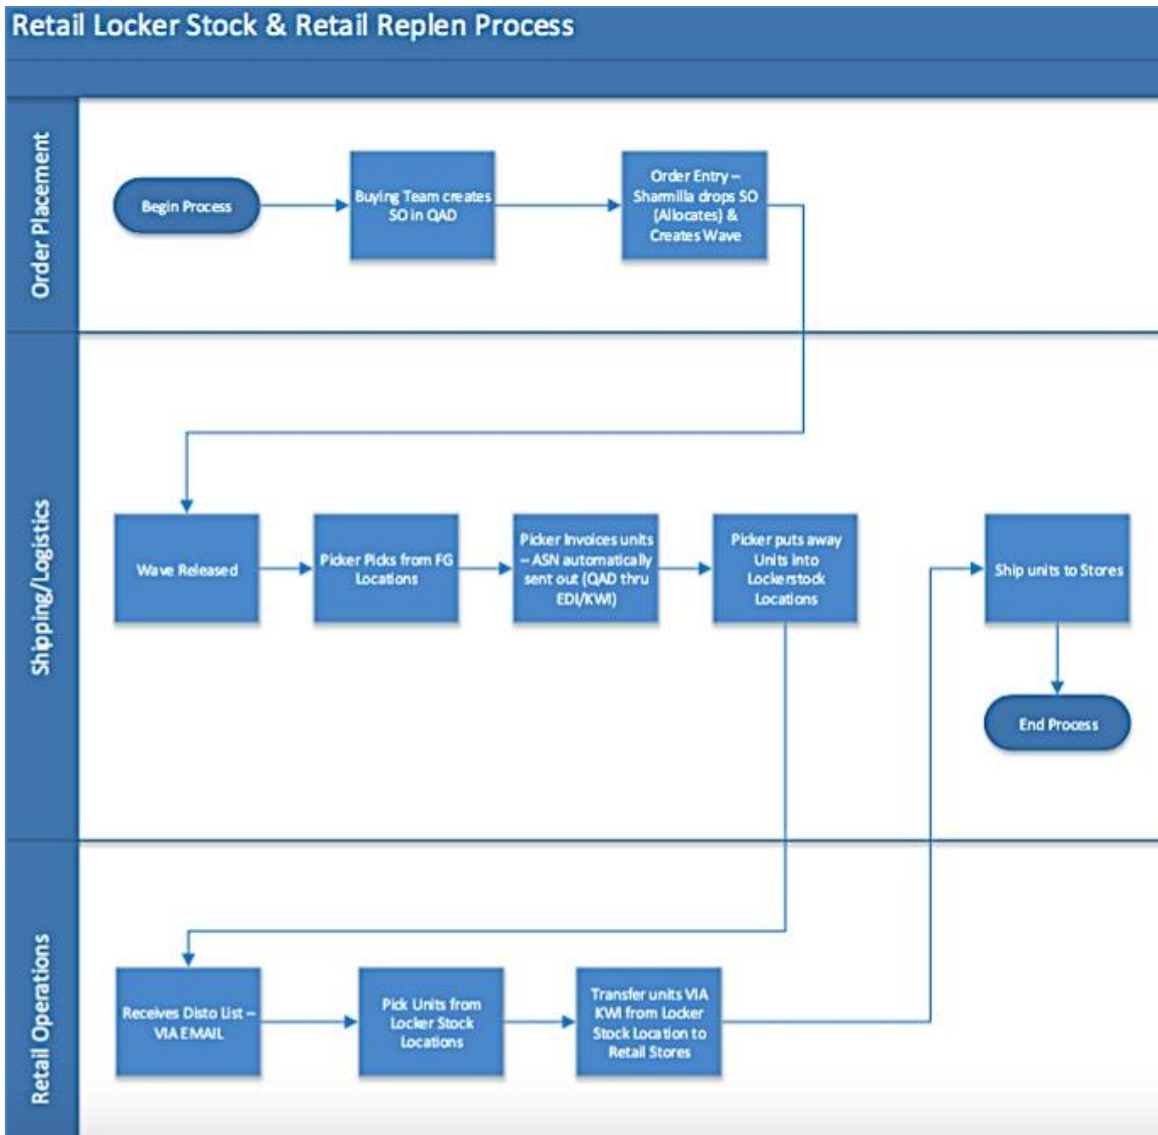 Retail Locker Stock & Retail Replen Process
Order Placement
Begin Process
Buying Team creates
SO in QAD
Order Entry –
Sharmilla drops SO
(Allocates) &
Creates Wave
Shipping/Logistics
Wave Released
Picker Picks from FG
Locations
Picker Invoices units
– ASN automatically
sent out (QAD thru
EDI/KWI)
Picker puts away
Units into
Lockerstock
Locations
Ship units to Stores
End Process
Retail Operations
Receives Disto List –
VIA EMAIL
Pick Units from
Locker Stock
Locations
Transfer units VIA
KWI from Locker
Stock Location to
Retail Stores